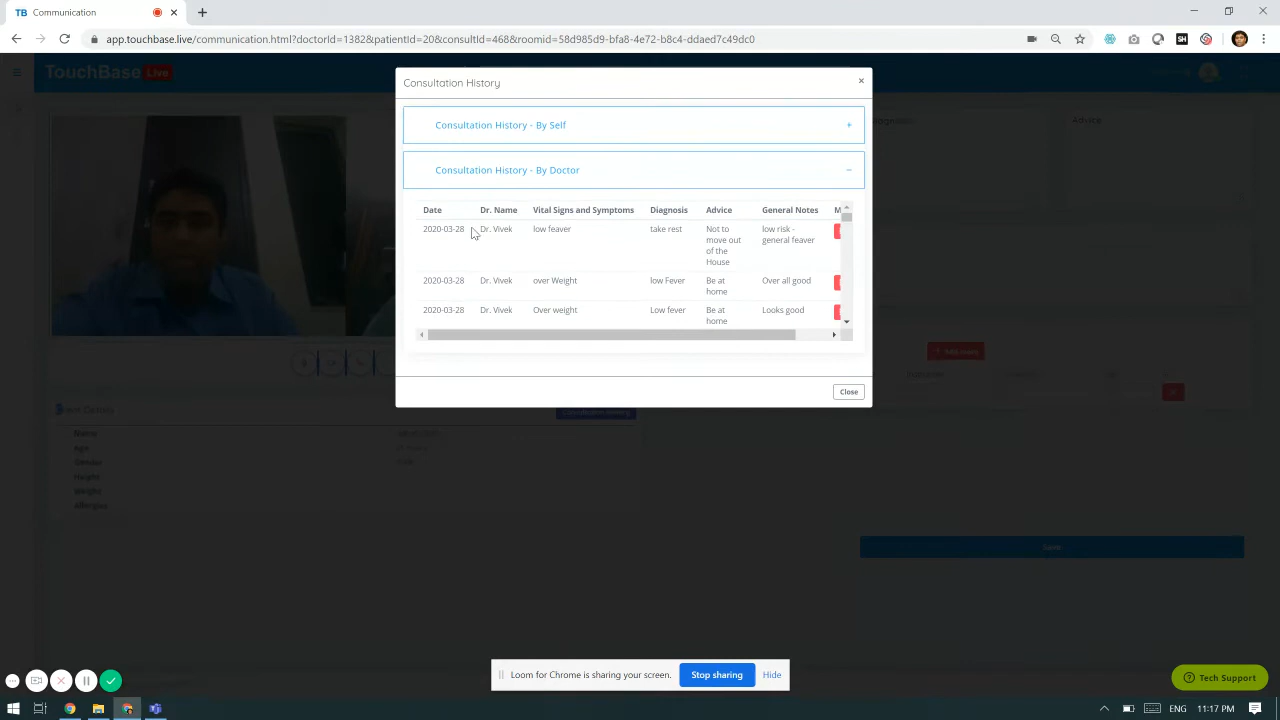 TB Communication
app.touchbase.live/communication.html?doctorId=1382&patientId=20&consultId=468&roomid=58d985d9-bfa8-4e72-b8c4-ddaed7c49dc0
SH
TouchBase Live
Consultation History
×
Consultation History - By Self +
Consultation History - By Doctor −
Date Dr. Name Vital Signs and Symptoms Diagnosis Advice General Notes M
2020-03-28 Dr. Vivek low feaver take rest Not to low risk -
move out general feaver
of the
House
2020-03-28 Dr. Vivek over Weight low Fever Be at Over all good
home
2020-03-28 Dr. Vivek Over weight Low fever Be at Looks good
home
Close
Advice
Name
Age
Gender
Height
Weight
Allergies
Loom for Chrome is sharing your screen. Stop sharing Hide
Tech Support
ENG 11:17 PM